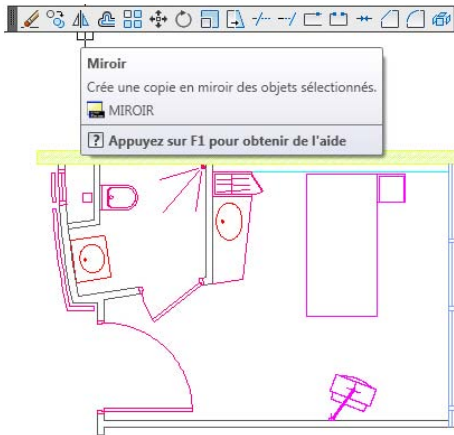 Miroir
Crée une copie en miroir des objets sélectionnés.
MIROIR
? Appuyez sur F1 pour obtenir de l'aide